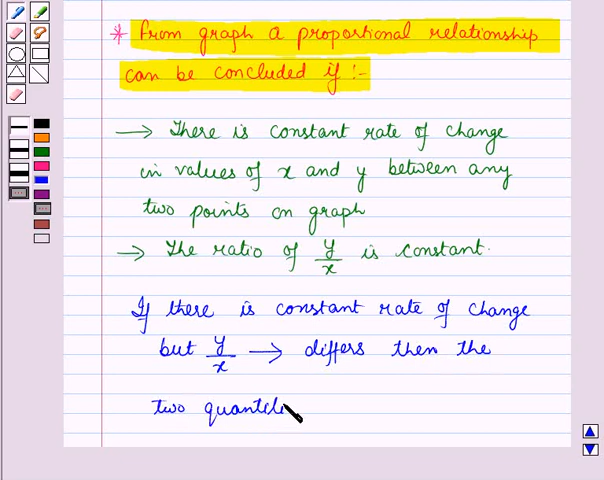 * From graph a proportional relationship
can be concluded if :-
→ There is constant rate of change
in values of x and y between any
two points on graph
→ The ratio of y/x is constant.
If there is constant rate of change
but y/x → differs then the
two quantele